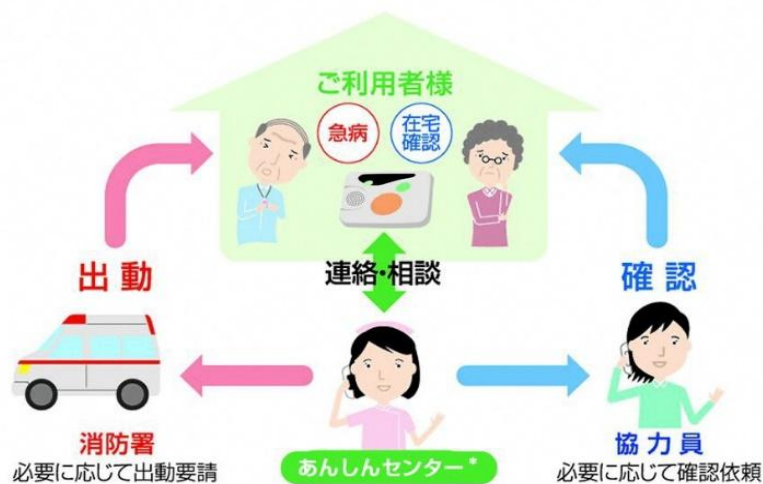 ご利用者様
急病
在宅
確認
連絡・相談
出動
確認
消防署
必要に応じて出動要請
あんしんセンター*
協力員
必要に応じて確認依頼